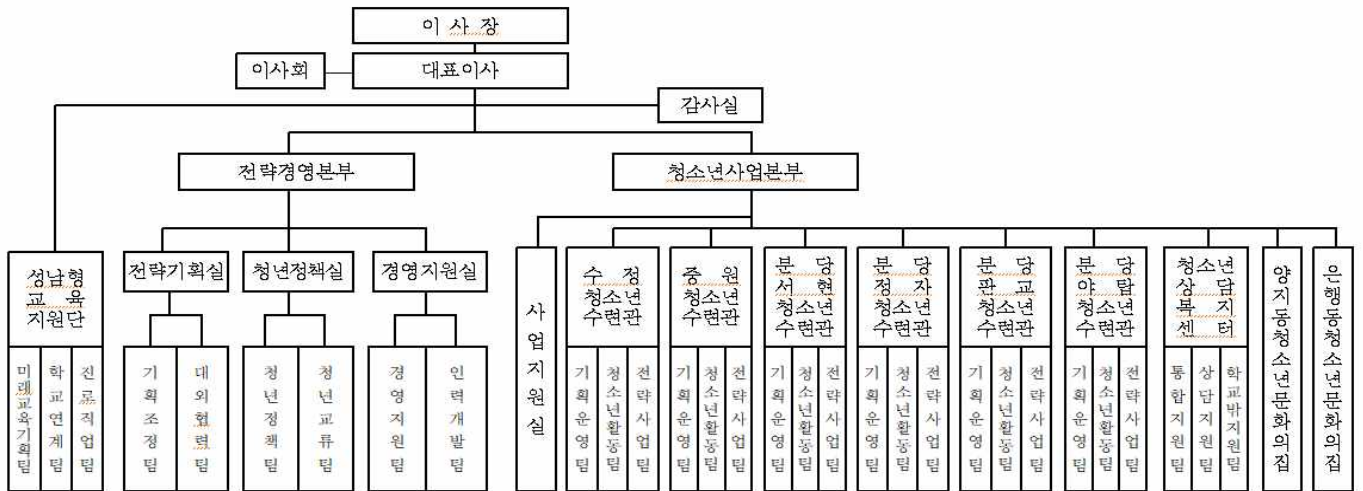 이 사 장
이사회
대표이사
감사실
전략경영본부
청소년사업본부
성남형
교 육
지원단
전략기획실
청년정책실
경영지원실
사업지원실
수 정
청소년
수련관
중 원
청소년
수련관
분 당
서 현
청소년
수련관
분 당
정 자
청소년
수련관
분 당
판 교
청소년
수련관
분 당
야 탑
청소년
수련관
청소년
상 담
복 지
센 터
양지동청소년문화의집
은행동청소년문화의집
미래교육기획팀
학교연계팀
진로직업팀
기획조정팀
대외협력팀
청년정책팀
청년교류팀
경영지원팀
인력개발팀
기획운영팀
청소년활동팀
전략사업팀
기획운영팀
청소년활동팀
전략사업팀
기획운영팀
청소년활동팀
전략사업팀
기획운영팀
청소년활동팀
전략사업팀
기획운영팀
청소년활동팀
전략사업팀
기획운영팀
청소년활동팀
전략사업팀
통합지원팀
상담지원팀
학교밖지원팀